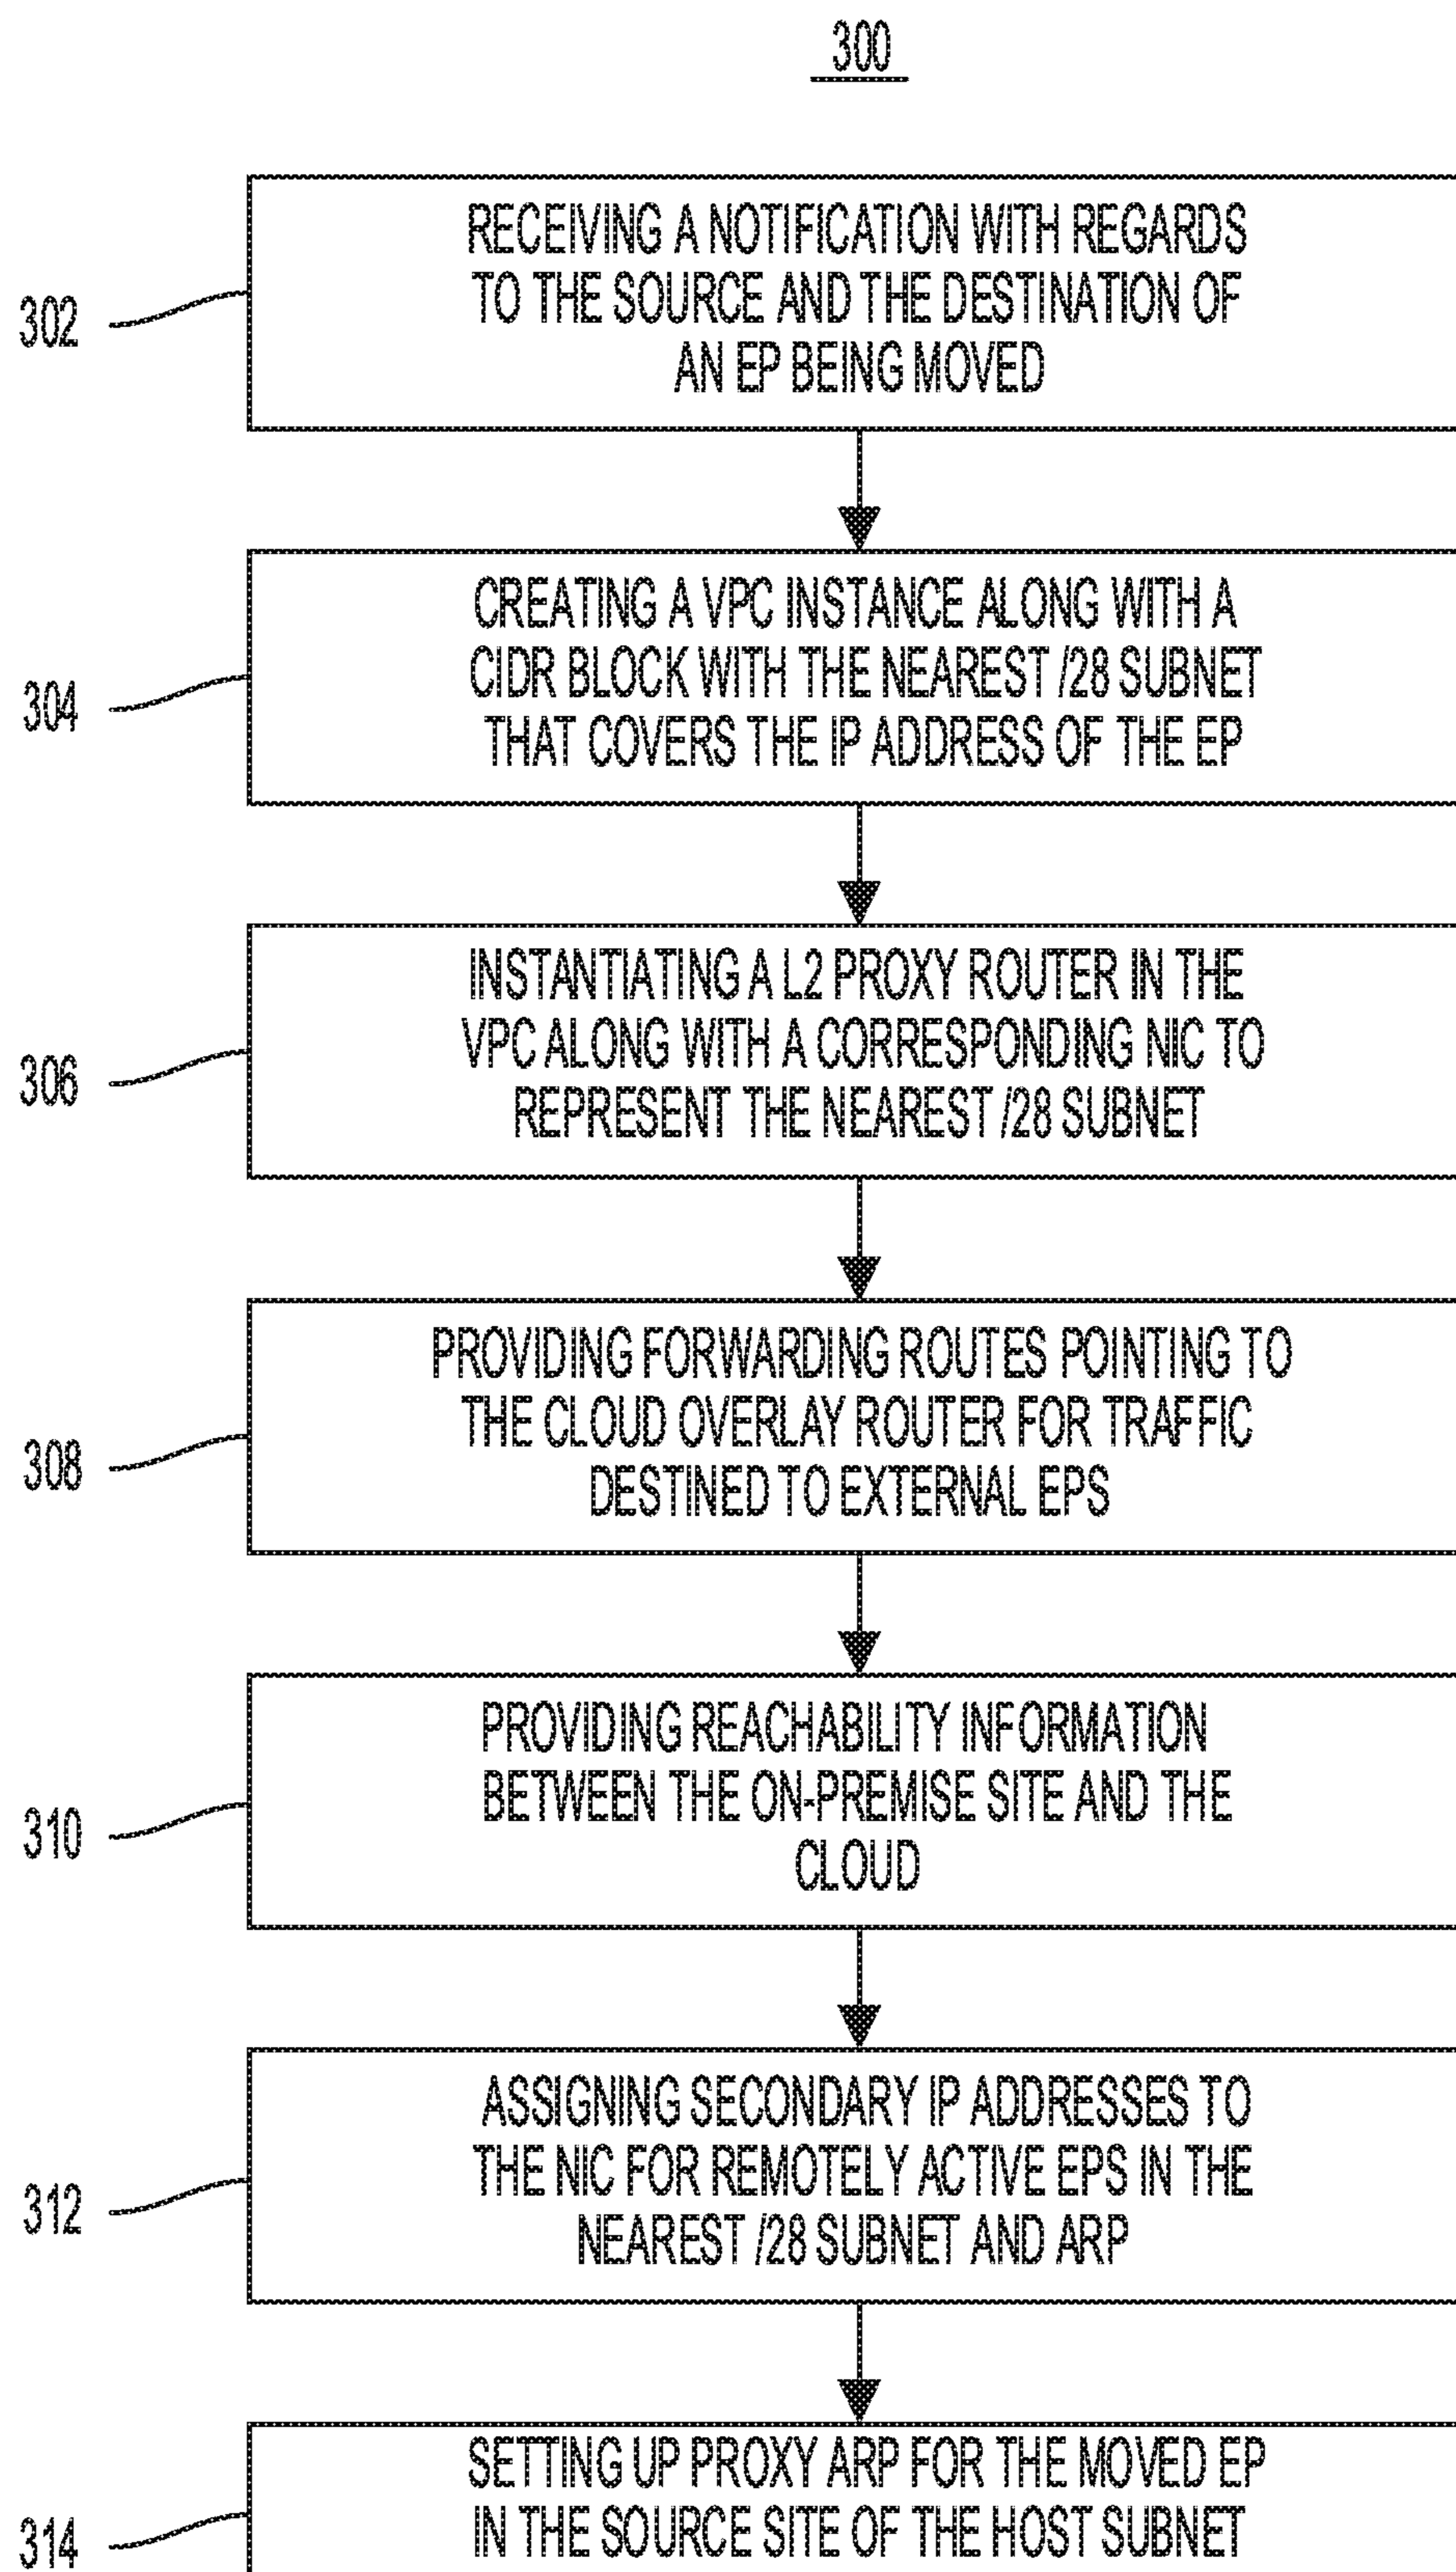 300
302
RECEIVING A NOTIFICATION WITH REGARDS
TO THE SOURCE AND THE DESTINATION OF
AN EP BEING MOVED
304
CREATING A VPC INSTANCE ALONG WITH A
CIDR BLOCK WITH THE NEAREST /28 SUBNET
THAT COVERS THE IP ADDRESS OF THE EP
306
INSTANTIATING A L2 PROXY ROUTER IN THE
VPC ALONG WITH A CORRESPONDING NIC TO
REPRESENT THE NEAREST /28 SUBNET
308
PROVIDING FORWARDING ROUTES POINTING TO
THE CLOUD OVERLAY ROUTER FOR TRAFFIC
DESTINED TO EXTERNAL EPS
310
PROVIDING REACHABILITY INFORMATION
BETWEEN THE ON-PREMISE SITE AND THE
CLOUD
312
ASSIGNING SECONDARY IP ADDRESSES TO
THE NIC FOR REMOTELY ACTIVE EPS IN THE
NEAREST /28 SUBNET AND ARP
314
SETTING UP PROXY ARP FOR THE MOVED EP
IN THE SOURCE SITE OF THE HOST SUBNET